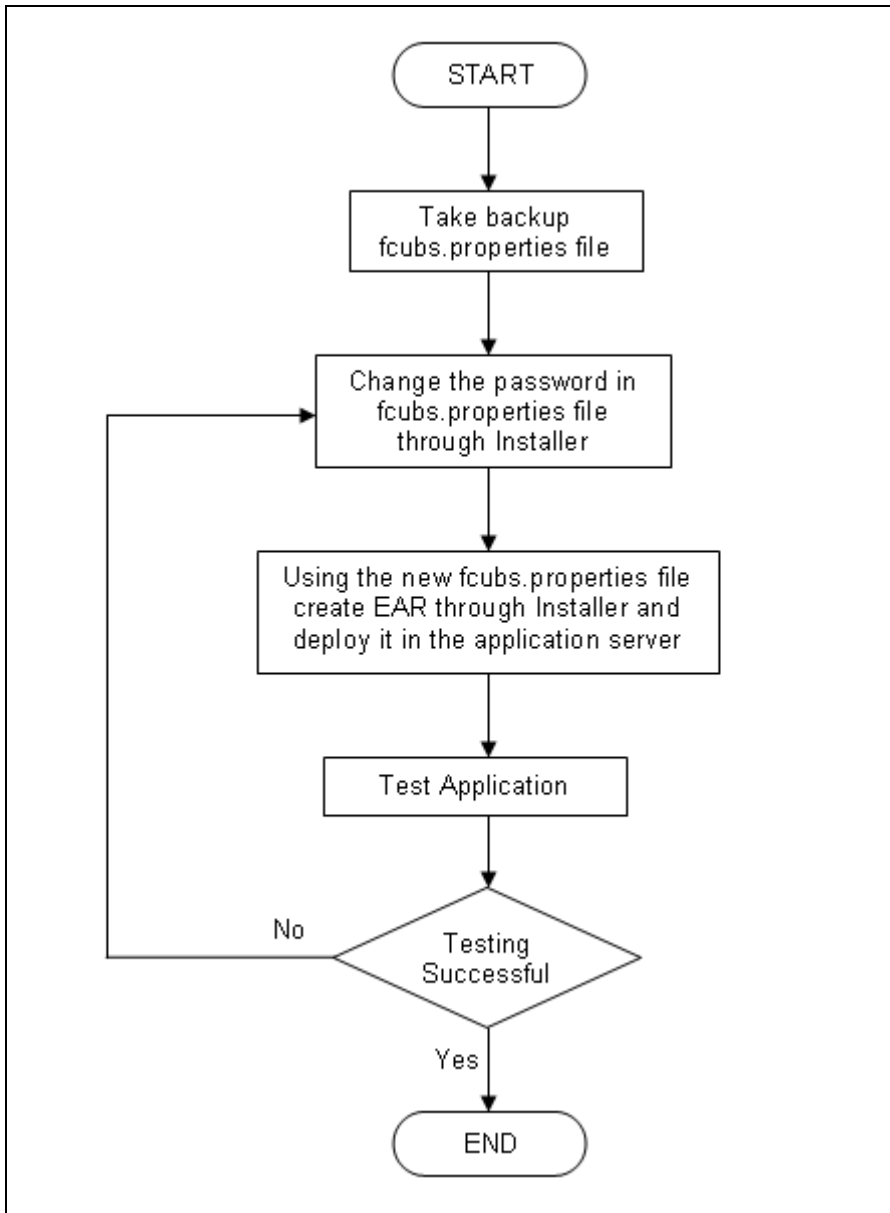 START
Take backup
fcubs.properties file
Change the password in
fcubs.properties file
through Installer
Using the new fcubs.properties file
create EAR through Installer and
deploy it in the application server
Test Application
No
Testing
Successful
Yes
END